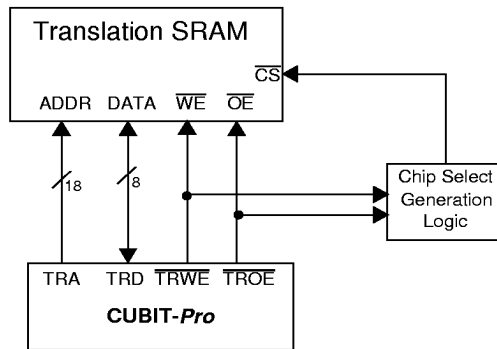 Translation SRAM
CS
ADDR DATA WE OE
18
8
Chip Select
Generation
Logic
TRA TRD TRWE TROE
CUBIT-Pro